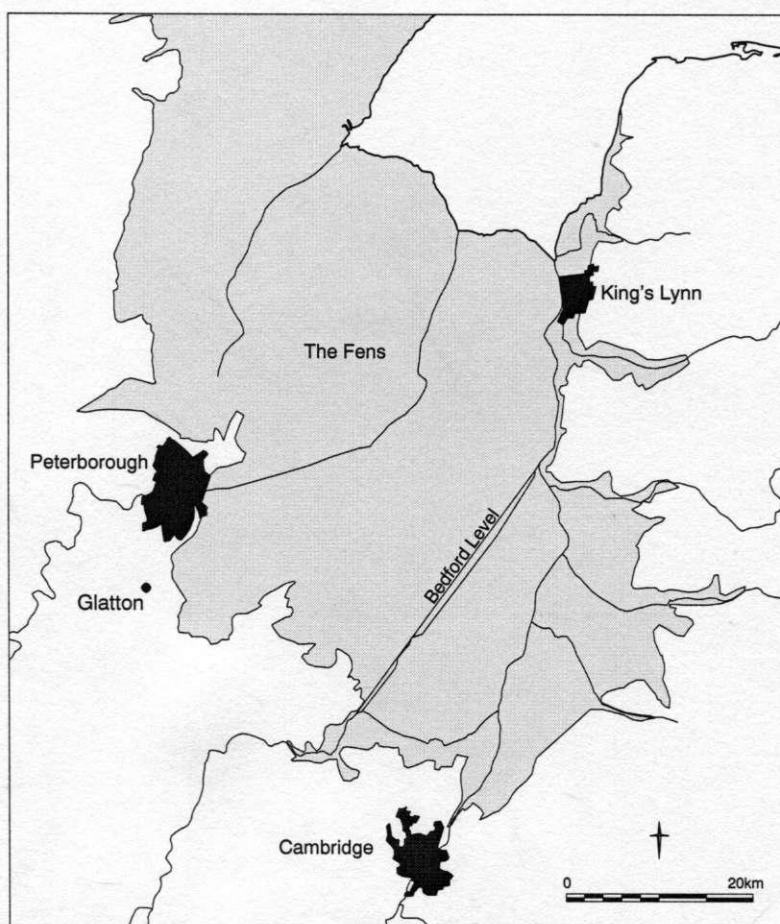 King's Lynn
The Fens
Peterborough
Bedford Level
Glatton
Cambridge
0 20km